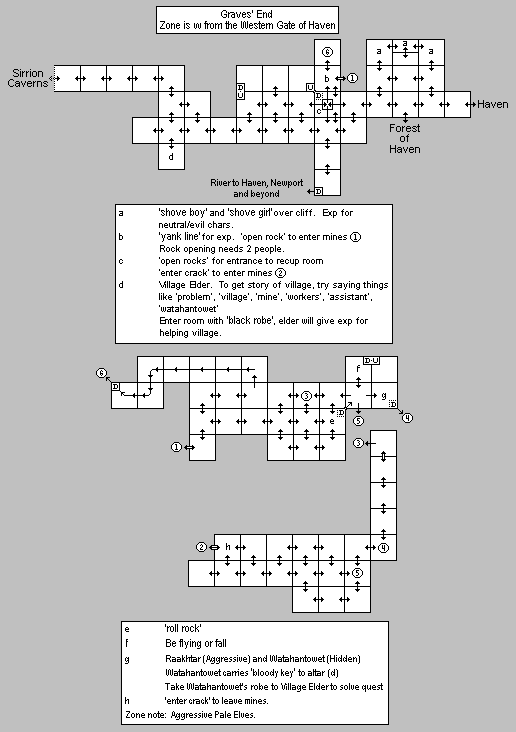 Graves' End
Zone is w from the Western Gate of Haven
6
a
a
a
Sirrion
Caverns
b
1
D
U
U
D
c
Haven
Forest
of
Haven
d
River to Haven, Newport
and beyond
D
a 'shove boy' and 'shove girl' over cliff. Exp for
neutral/evil chars.
b 'yank line' for exp. 'open rock' to enter mines 1
Rock opening needs 2 people.
c 'open rocks' for entrance to recup room
'enter crack' to enter mines 2
d Village Elder. To get story of village, try saying things
like 'problem', 'village', 'mine', 'workers', 'assistant',
'watahantowet'
Enter room with 'black robe', elder will give exp for
helping village.
D-U
6
f
D
3
g
D
D
e
5
4
1
3
2
h
4
5
e 'roll rock'
f Be flying or fall
g Raakhtar (Aggressive) and Watahantowet (Hidden)
Watahantowet carries 'bloody key' to altar (d)
Take Watahantowet's robe to Village Elder to solve quest
h 'enter crack' to leave mines.
Zone note: Aggressive Pale Elves.